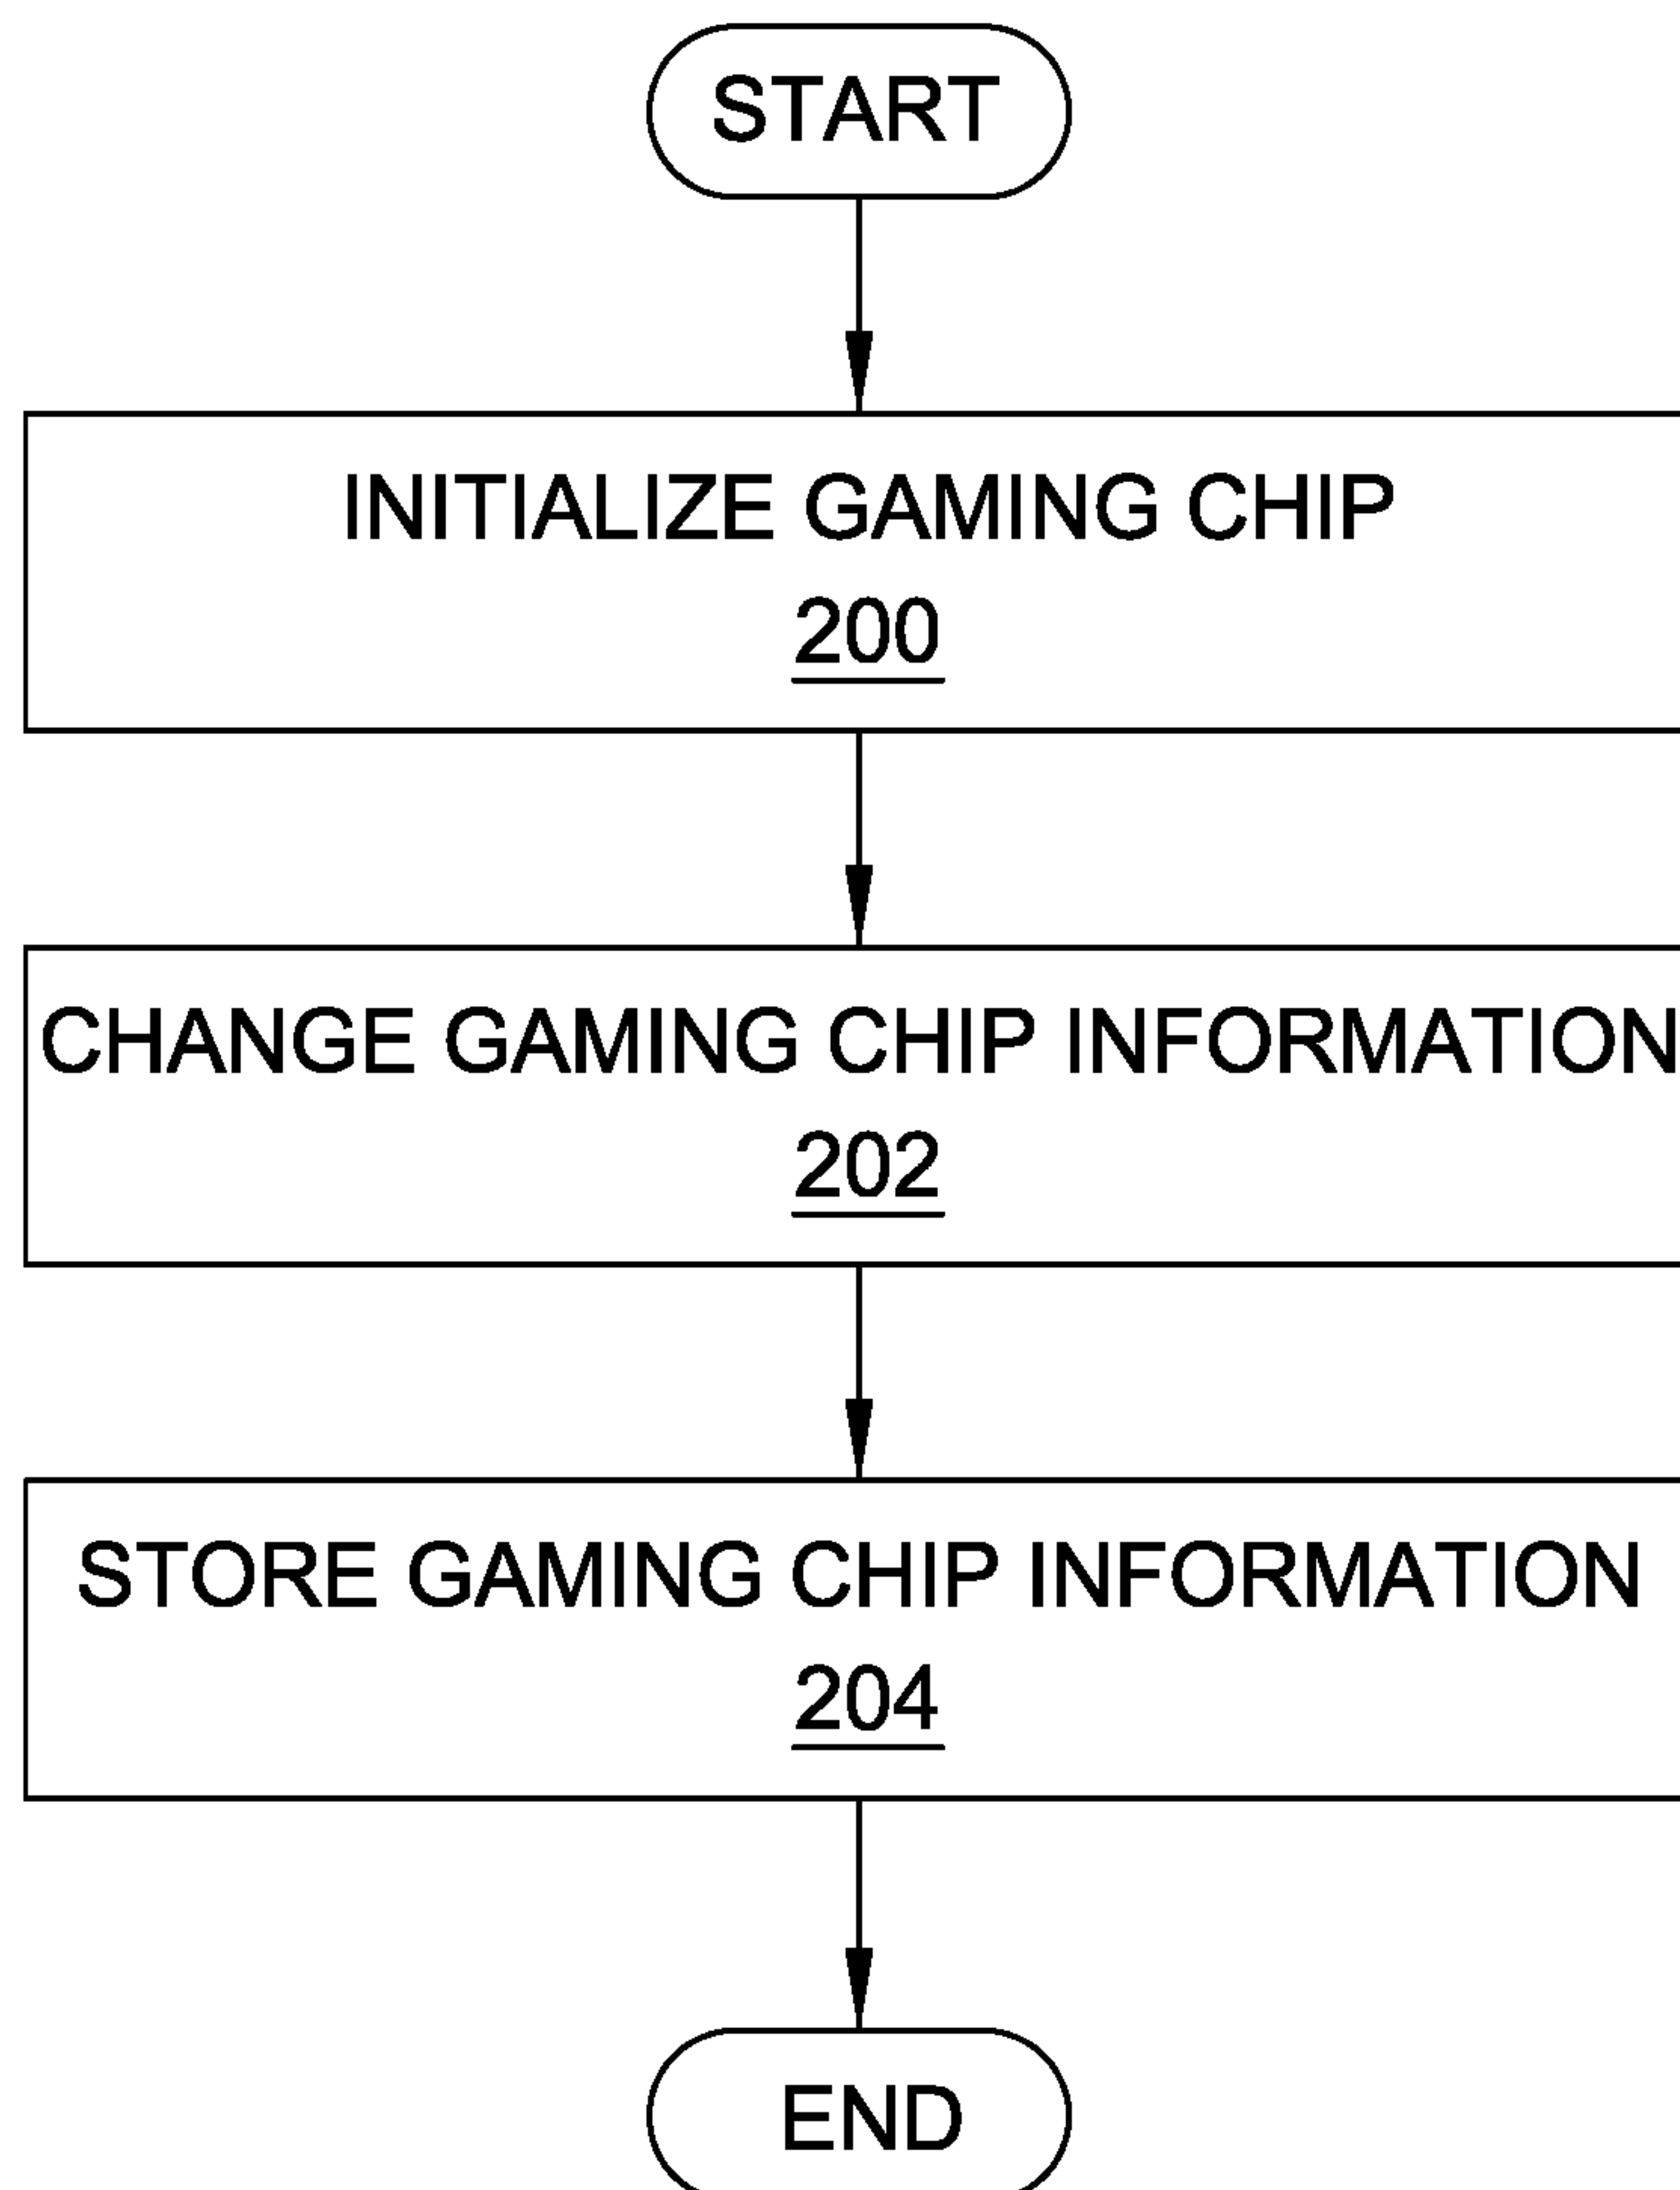 START
INITIALIZE GAMING CHIP
200
CHANGE GAMING CHIP INFORMATION
202
STORE GAMING CHIP INFORMATION
204
END